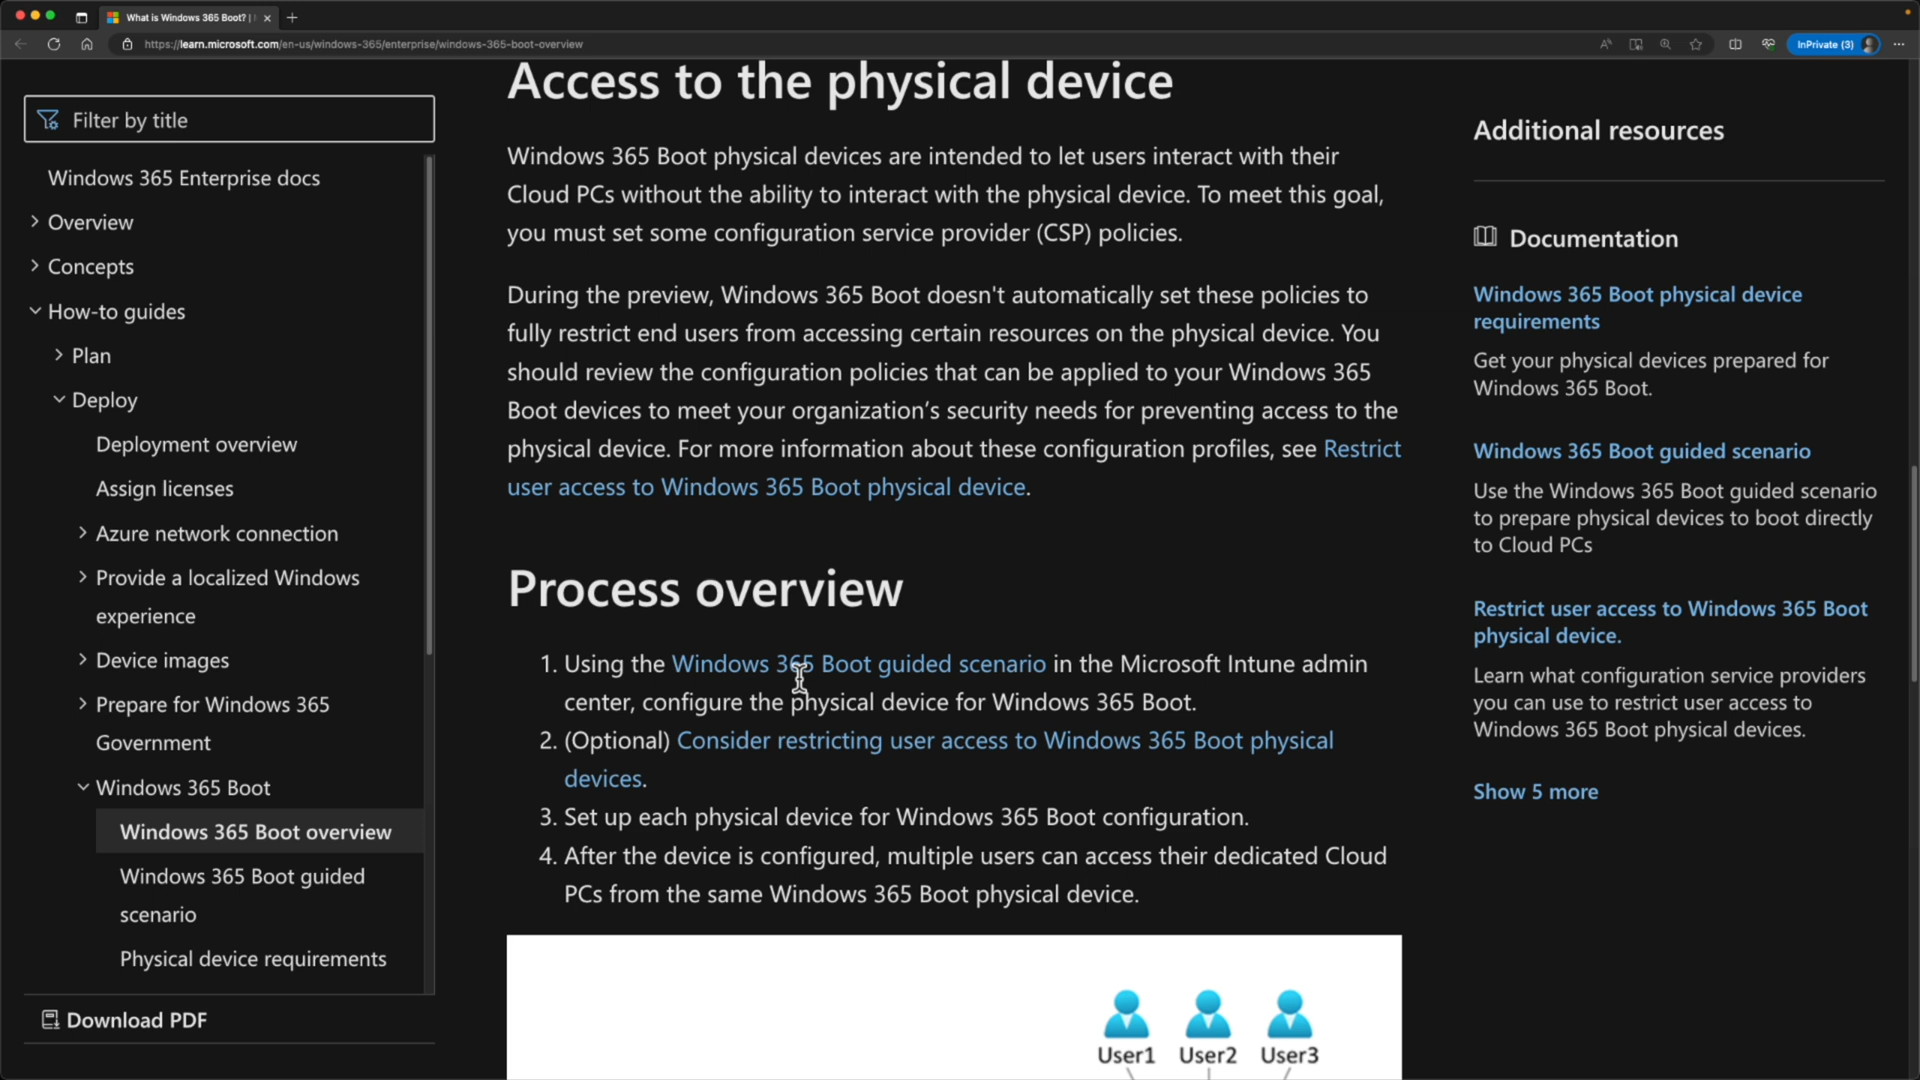 What is Windows 365 Boot? |
https://learn.microsoft.com/en-us/windows-365/enterprise/windows-365-boot-overview
InPrivate (3)
Filter by title
Windows 365 Enterprise docs
Overview
Concepts
How-to guides
Plan
Deploy
Deployment overview
Assign licenses
Azure network connection
Provide a localized Windows
experience
Device images
Prepare for Windows 365
Government
Windows 365 Boot
Windows 365 Boot overview
Windows 365 Boot guided
scenario
Physical device requirements
Download PDF
Access to the physical device
Windows 365 Boot physical devices are intended to let users interact with their
Cloud PCs without the ability to interact with the physical device. To meet this goal,
you must set some configuration service provider (CSP) policies.
During the preview, Windows 365 Boot doesn't automatically set these policies to
fully restrict end users from accessing certain resources on the physical device. You
should review the configuration policies that can be applied to your Windows 365
Boot devices to meet your organization’s security needs for preventing access to the
physical device. For more information about these configuration profiles, see Restrict
user access to Windows 365 Boot physical device.
Process overview
1. Using the Windows 365 Boot guided scenario in the Microsoft Intune admin
center, configure the physical device for Windows 365 Boot.
2. (Optional) Consider restricting user access to Windows 365 Boot physical
devices.
3. Set up each physical device for Windows 365 Boot configuration.
4. After the device is configured, multiple users can access their dedicated Cloud
PCs from the same Windows 365 Boot physical device.
User1 User2 User3
Additional resources
Documentation
Windows 365 Boot physical device
requirements
Get your physical devices prepared for
Windows 365 Boot.
Windows 365 Boot guided scenario
Use the Windows 365 Boot guided scenario
to prepare physical devices to boot directly
to Cloud PCs
Restrict user access to Windows 365 Boot
physical device.
Learn what configuration service providers
you can use to restrict user access to
Windows 365 Boot physical devices.
Show 5 more